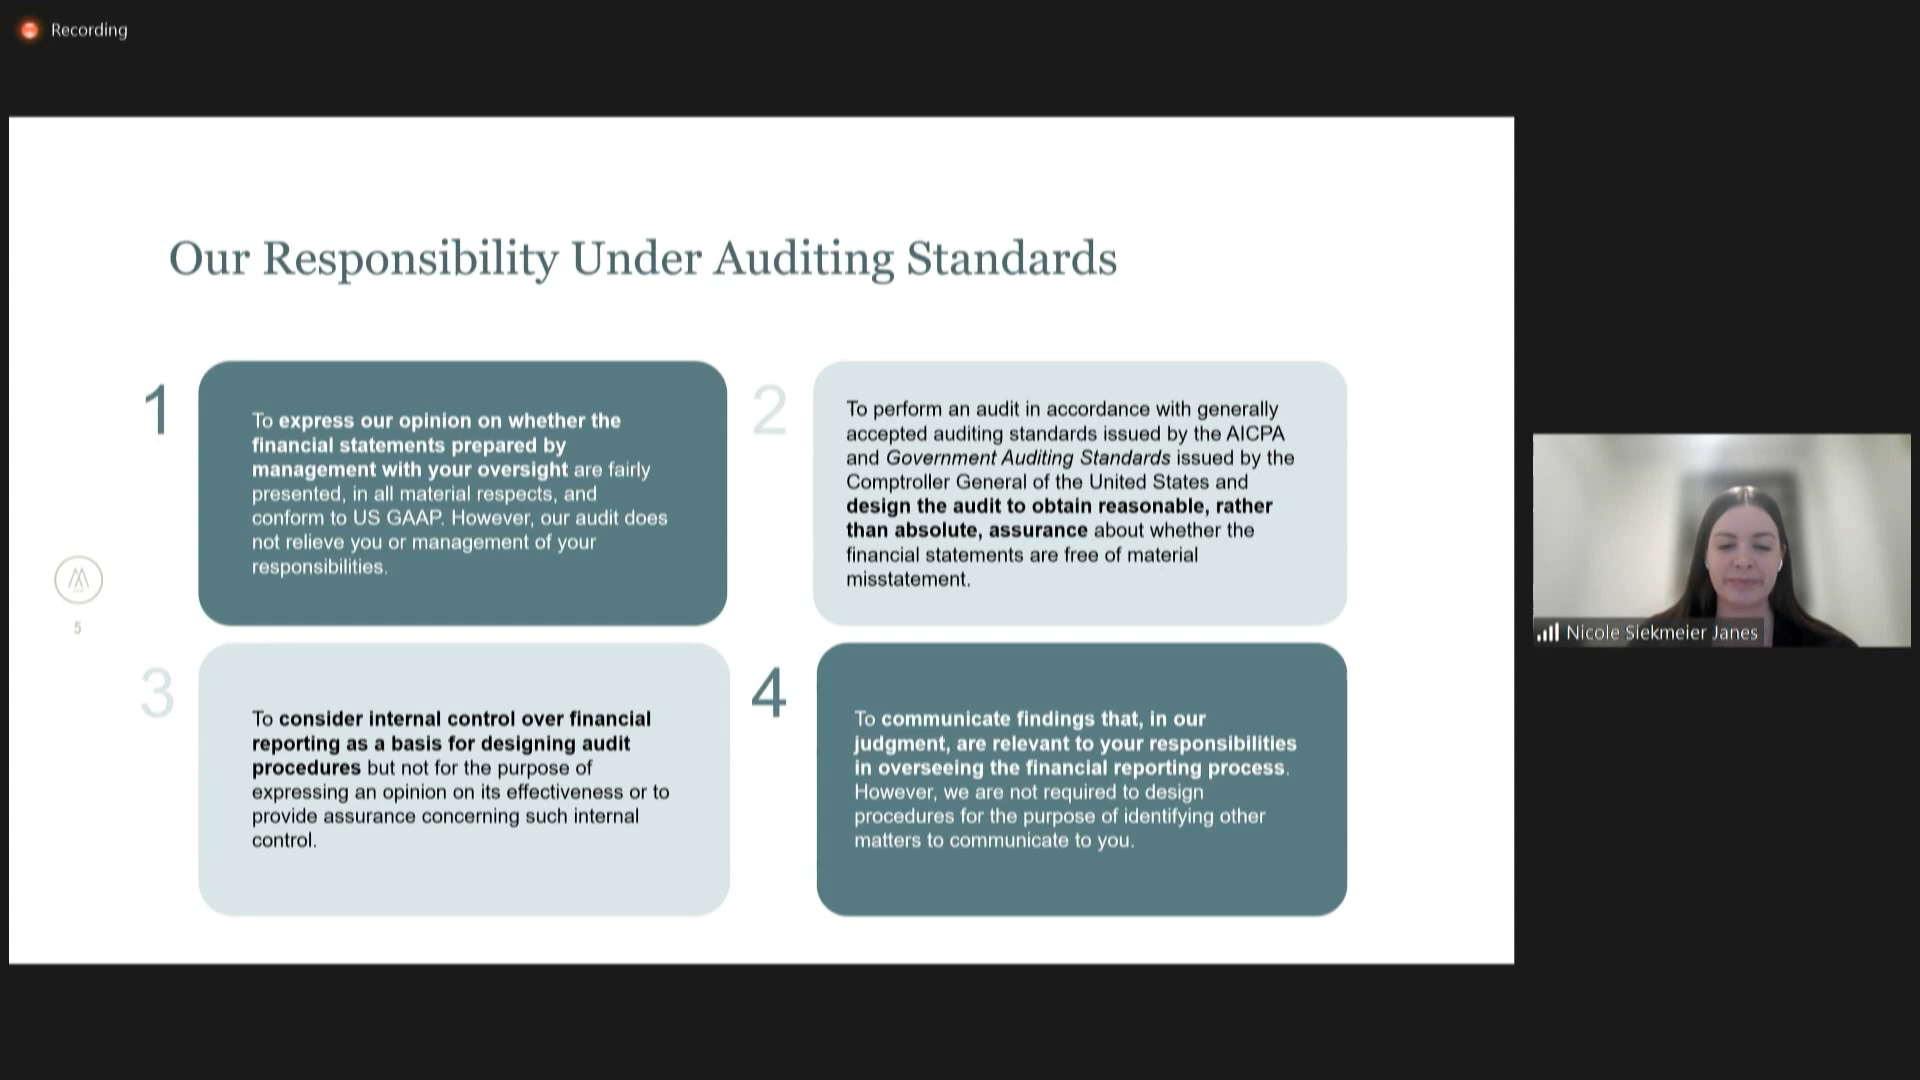 Recording
Our Responsibility Under Auditing Standards
1
To express our opinion on whether the
financial statements prepared by
management with your oversight are fairly
presented, in all material respects, and
conform to US GAAP. However, our audit does
not relieve you or management of your
responsibilities.
2
To perform an audit in accordance with generally
accepted auditing standards issued by the AICPA
and Government Auditing Standards issued by the
Comptroller General of the United States and
design the audit to obtain reasonable, rather
than absolute, assurance about whether the
financial statements are free of material
misstatement.
3
To consider internal control over financial
reporting as a basis for designing audit
procedures but not for the purpose of
expressing an opinion on its effectiveness or to
provide assurance concerning such internal
control.
4
To communicate findings that, in our
judgment, are relevant to your responsibilities
in overseeing the financial reporting process.
However, we are not required to design
procedures for the purpose of identifying other
matters to communicate to you.
5
Nicole Siekmeier Janes